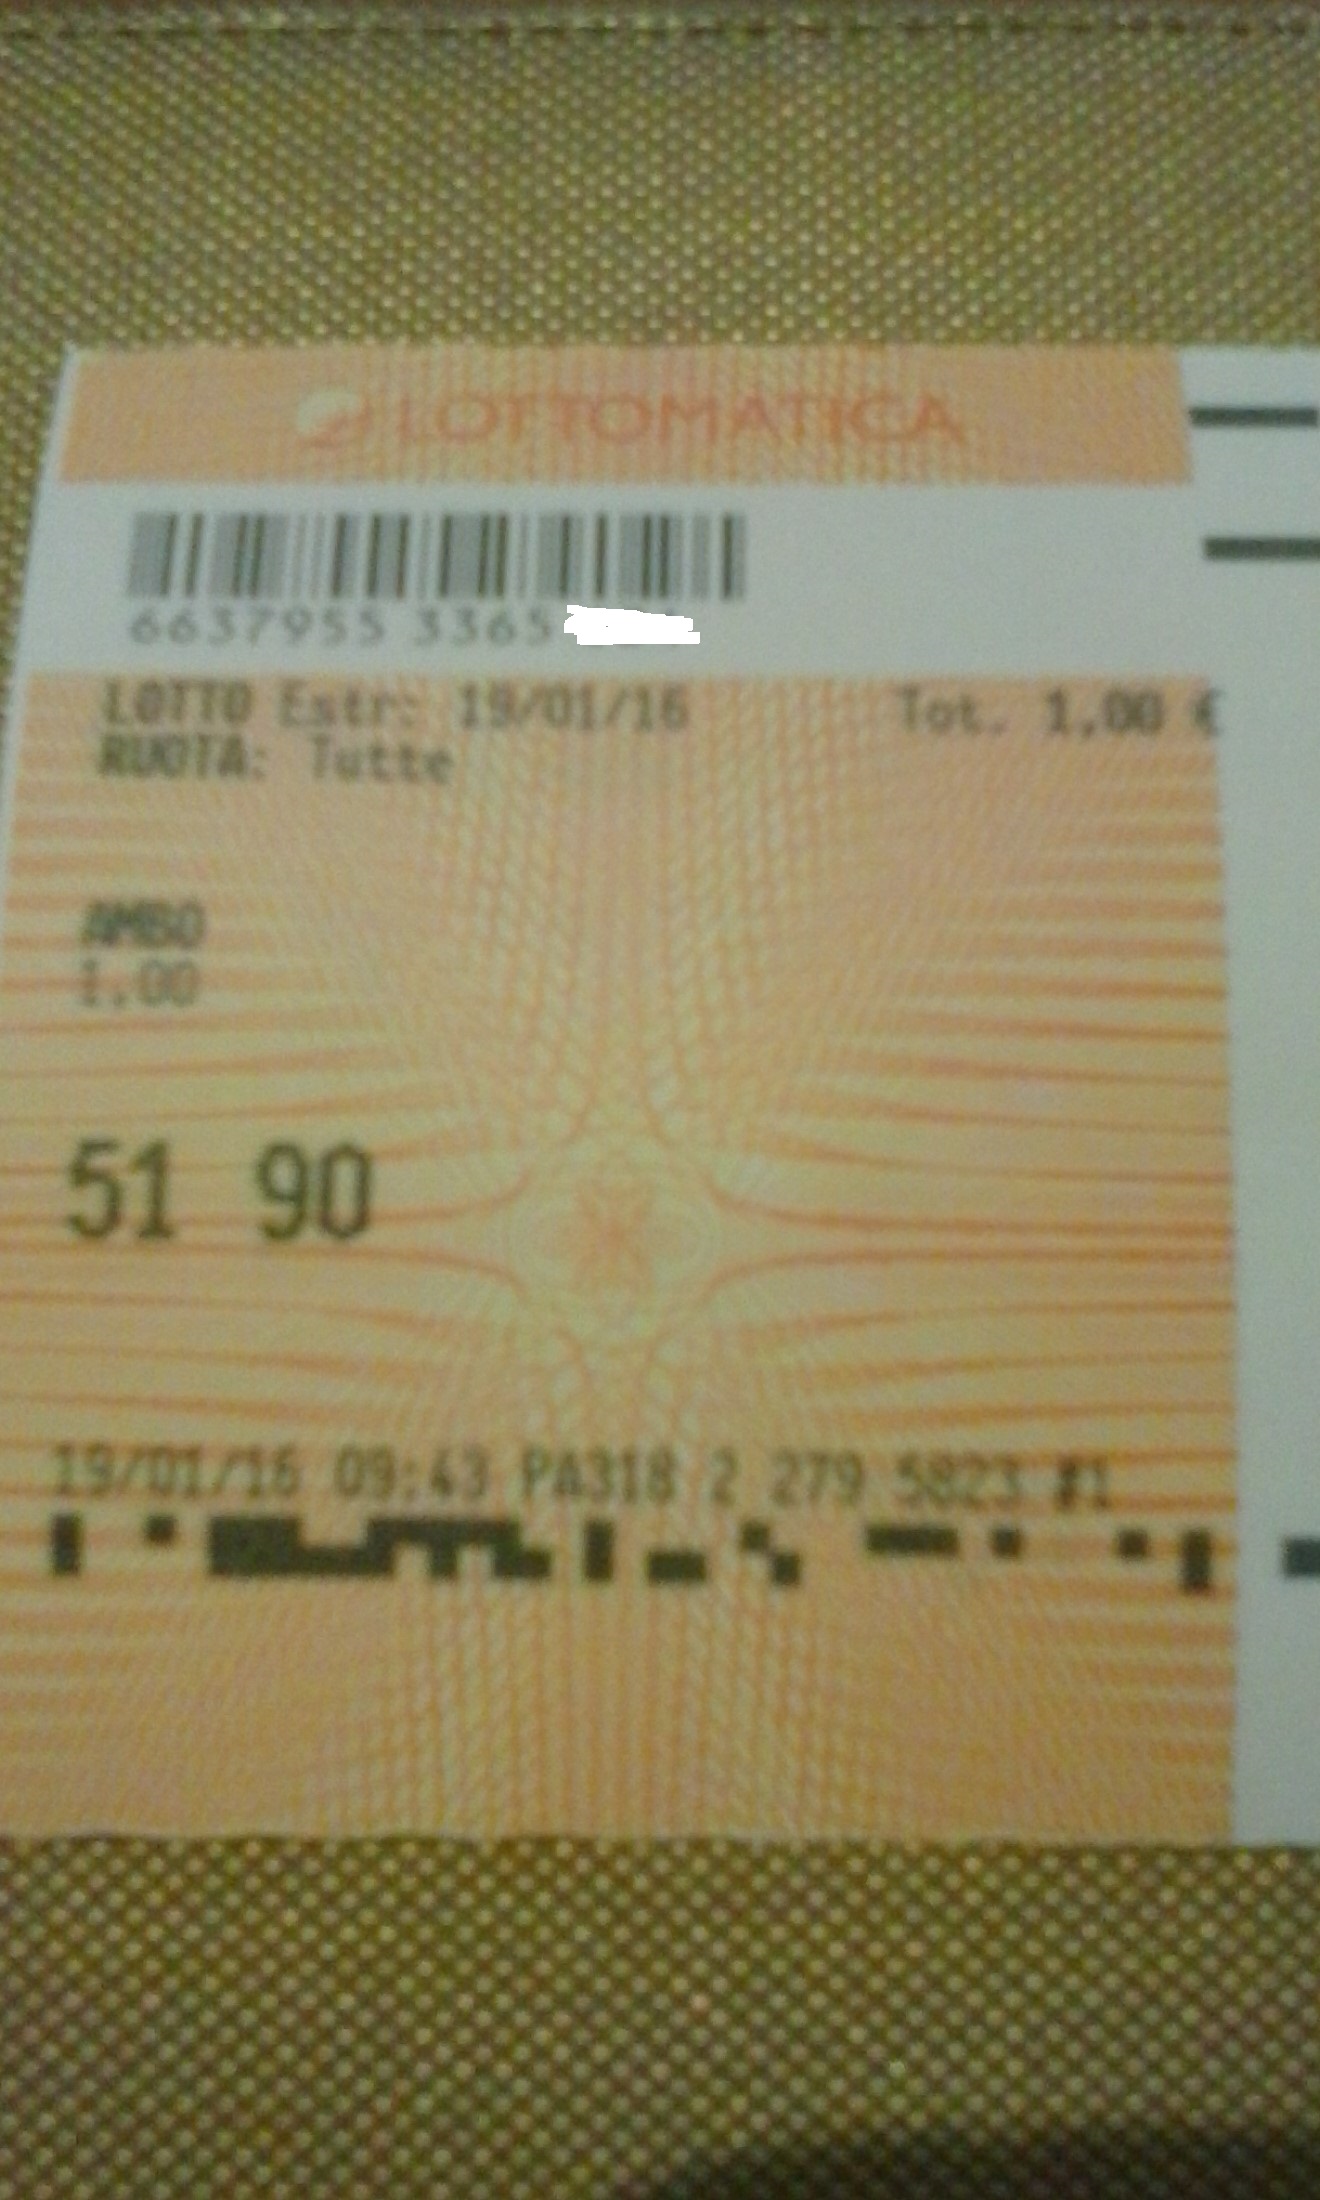 LOTTOMATICA
6637955 3365
LOTTO Estr: 19/01/16 Tot. 1,00 €
RUOTA: Tutte
AMBO
1,00
51 90
19/01/16 09:43 PA318 2 279 5823 #1